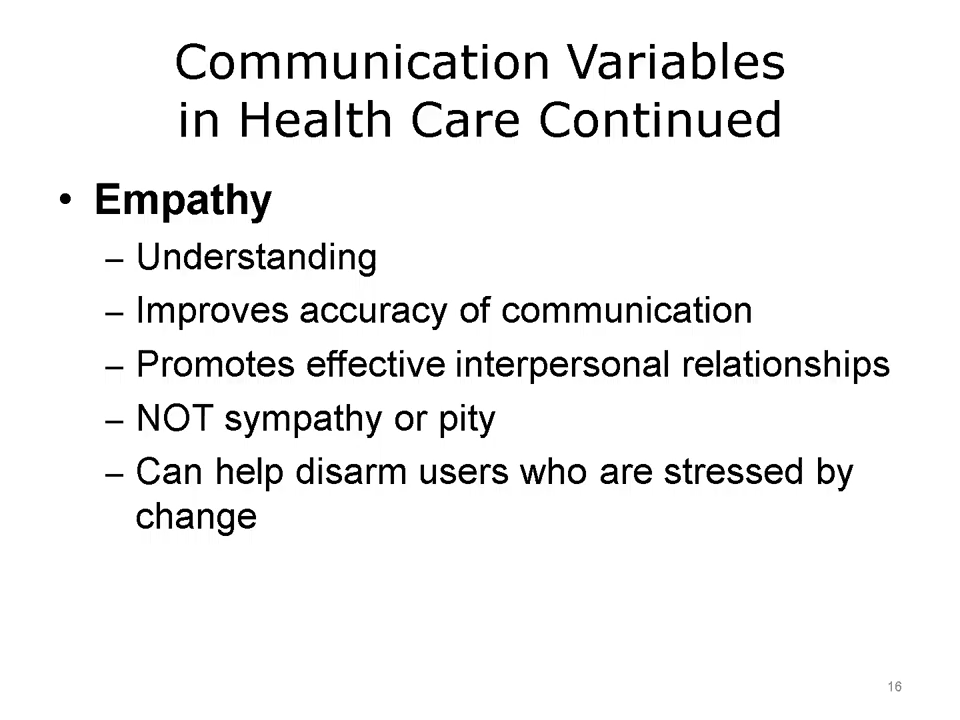 Communication Variables
in Health Care Continued
• Empathy
– Understanding
– Improves accuracy of communication
– Promotes effective interpersonal relationships
– NOT sympathy or pity
– Can help disarm users who are stressed by
change
16